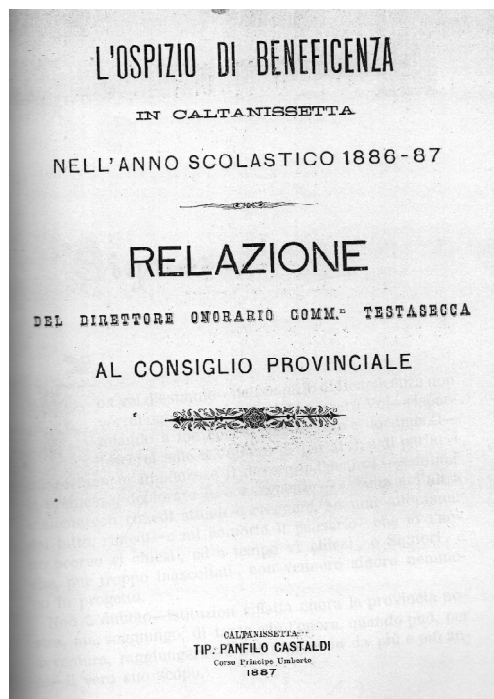 L'OSPIZIO DI BENEFICENZA
IN CALTANISSETTA
NELL'ANNO SCOLASTICO 1886-87
RELAZIONE
DEL DIRETTORE ONORARIO COMM.R TESTASECCA
AL CONSIGLIO PROVINCIALE
CALTANISSETTA
TIP. PANFILO CASTALDI
Corso Principe Umberto
1887